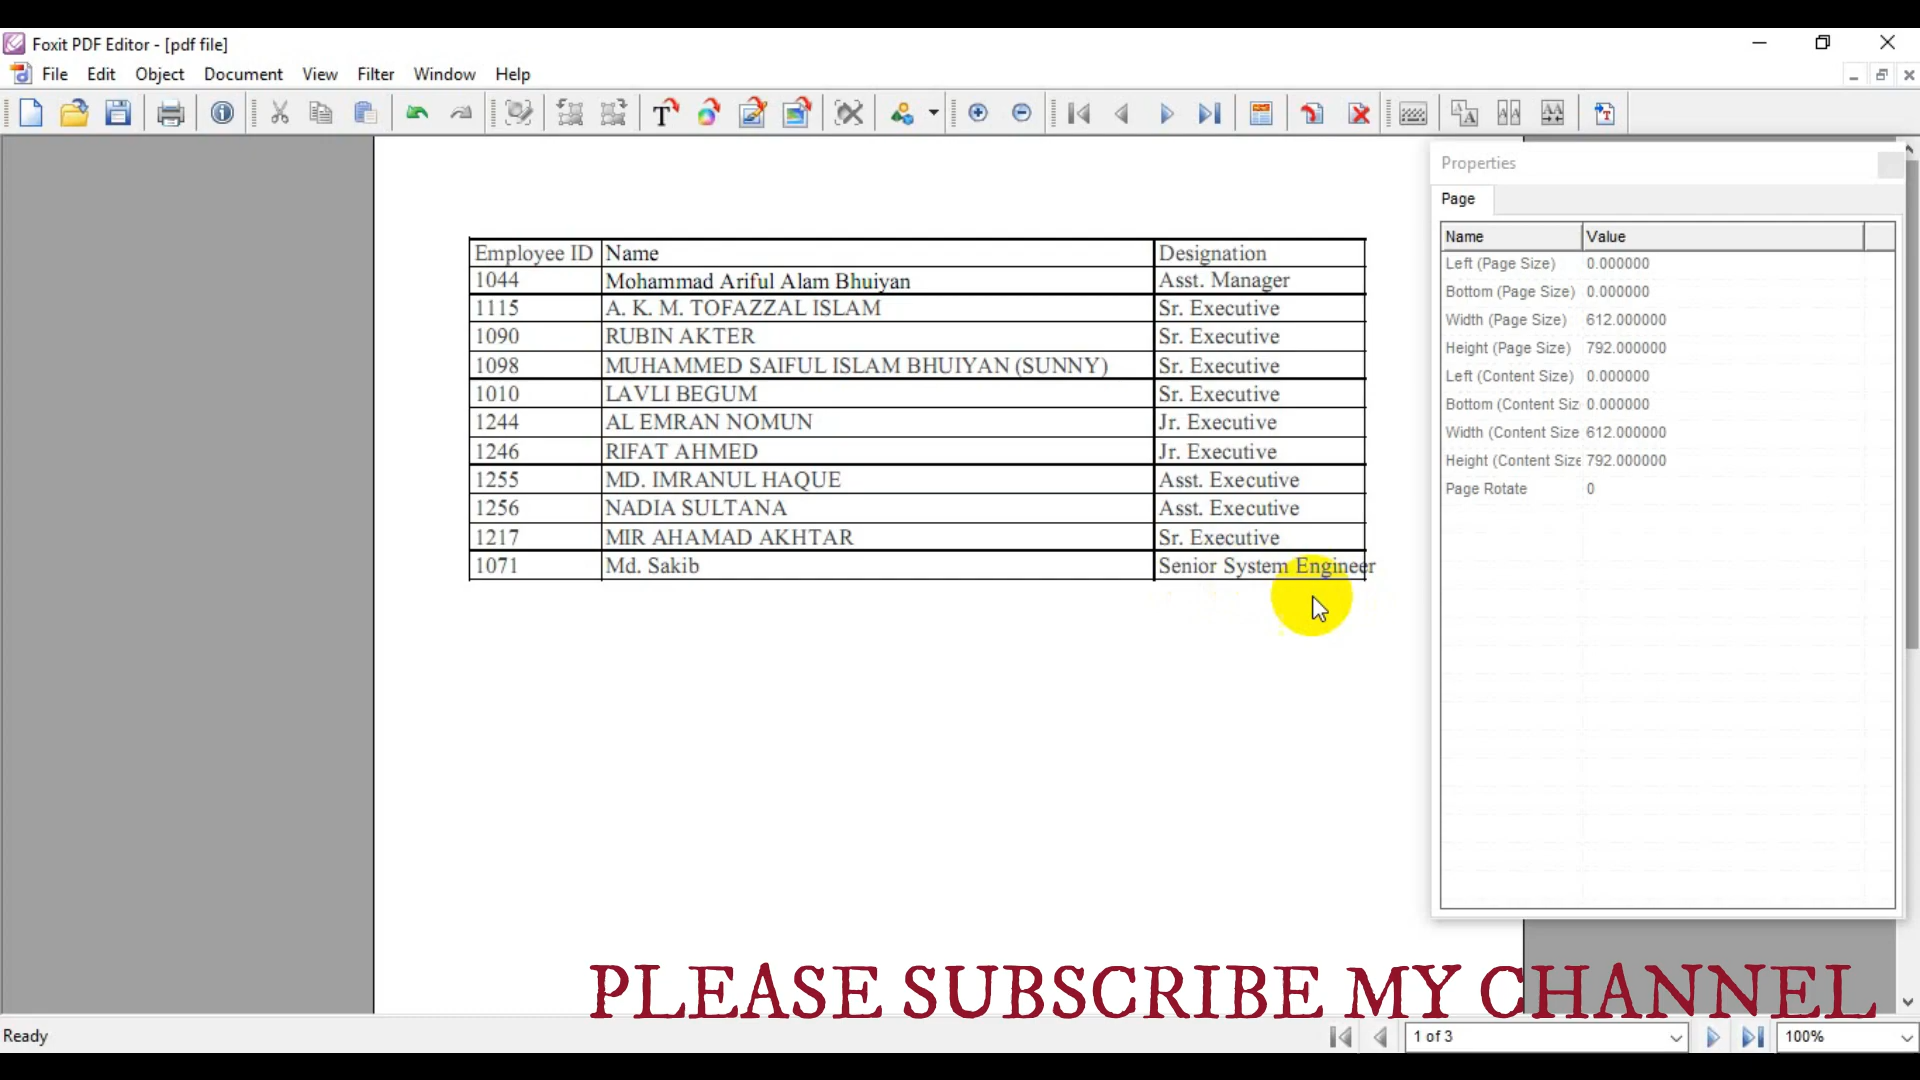 Foxit PDF Editor - [pdf file]
File Edit Object Document View Filter Window Help
Properties
Page
Name Value
Left (Page Size) 0.000000
Bottom (Page Size) 0.000000
Width (Page Size) 612.000000
Height (Page Size) 792.000000
Left (Content Size) 0.000000
Bottom (Content Siz 0.000000
Width (Content Size 612.000000
Height (Content Size 792.000000
Page Rotate 0
Employee ID Name Designation
1044 Mohammad Ariful Alam Bhuiyan Asst. Manager
1115 A. K. M. TOFAZZAL ISLAM Sr. Executive
1090 RUBIN AKTER Sr. Executive
1098 MUHAMMED SAIFUL ISLAM BHUIYAN (SUNNY) Sr. Executive
1010 LAVLI BEGUM Sr. Executive
1244 AL EMRAN NOMUN Jr. Executive
1246 RIFAT AHMED Jr. Executive
1255 MD. IMRANUL HAQUE Asst. Executive
1256 NADIA SULTANA Asst. Executive
1217 MIR AHAMAD AKHTAR Sr. Executive
1071 Md. Sakib Senior System Engineer
PLEASE SUBSCRIBE MY CHANNEL
Ready 1 of 3 100%